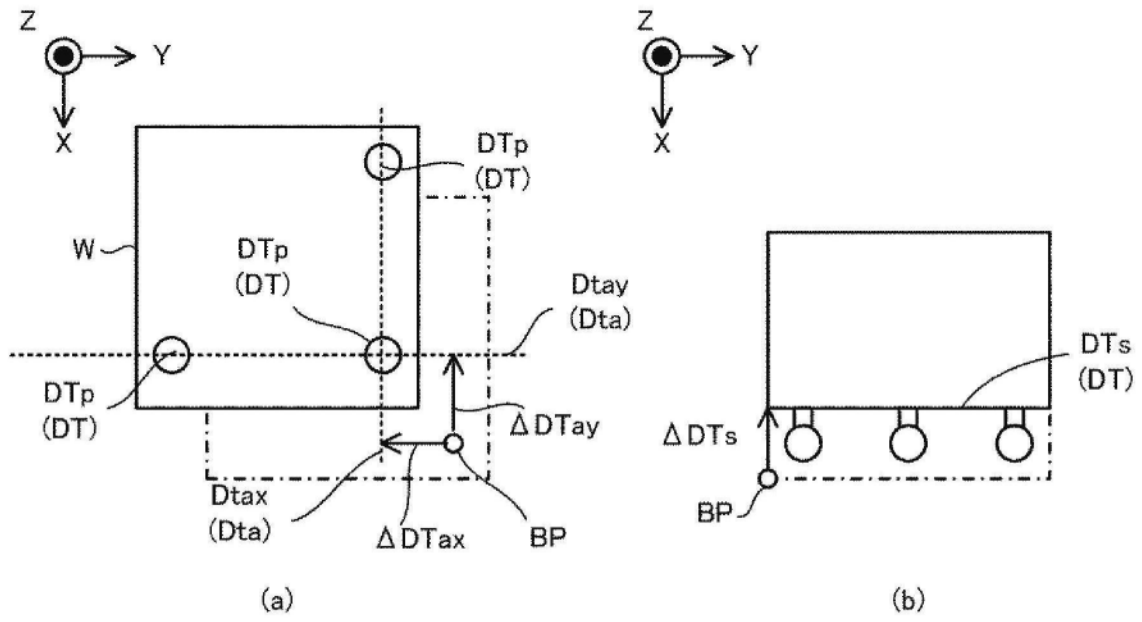 Z
Y
X
DTp
(DT)
W
DTp
(DT)
Dtay
(Dta)
DTp
(DT)
ΔDTay
Dtax
(Dta)
ΔDTax
BP
(a)
Z
Y
X
DTs
(DT)
ΔDTs
BP
(b)